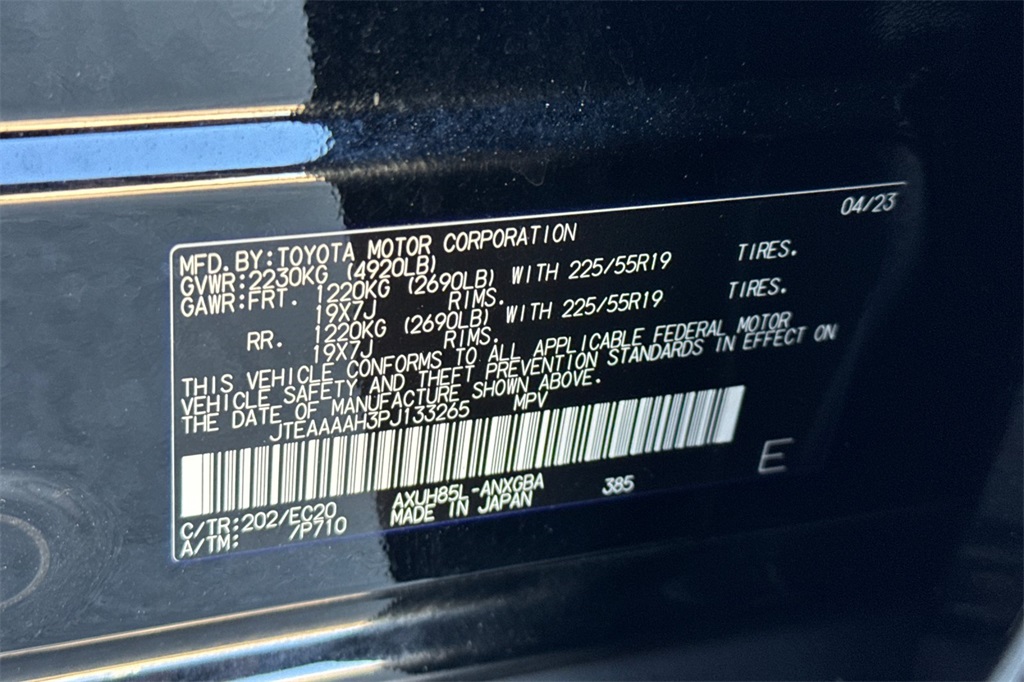 04/23
MFD. BY: TOYOTA MOTOR CORPORATION
GVWR: 2230KG (4920LB)
GAWR: FRT. 1220KG (2690LB) WITH 225/55R19 TIRES.
19X7J RIMS.
RR. 1220KG (2690LB) WITH 225/55R19 TIRES.
19X7J RIMS.
THIS VEHICLE CONFORMS TO ALL APPLICABLE FEDERAL MOTOR
VEHICLE SAFETY AND THEFT PREVENTION STANDARDS IN EFFECT ON
THE DATE OF MANUFACTURE SHOWN ABOVE.
JTEAAAAH3PJ133265 MPV
E
C/TR: 202/EC20 AXUH85L-ANXGBA 385
A/TM: /P710 MADE IN JAPAN